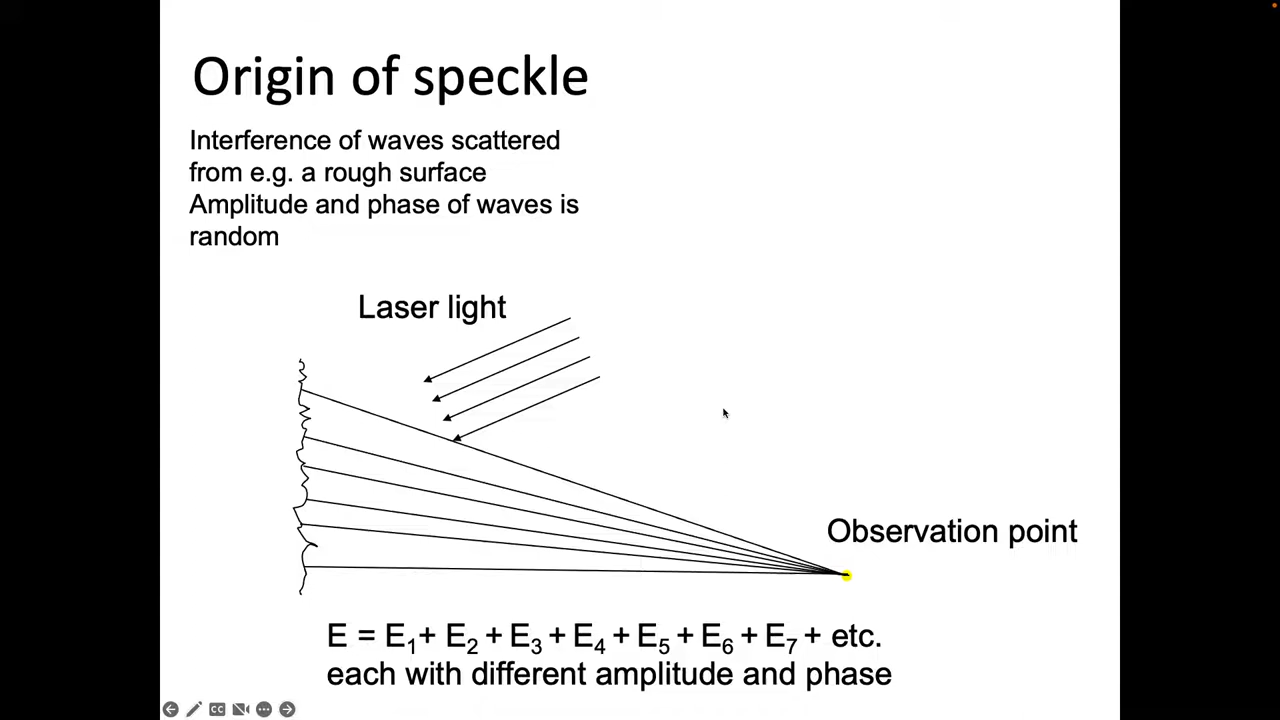 Origin of speckle
Interference of waves scattered
from e.g. a rough surface
Amplitude and phase of waves is
random
Laser light
Observation point
E = E₁+ E₂ + E₃ + E₄ + E₅ + E₆ + E₇ + etc.
each with different amplitude and phase
CC